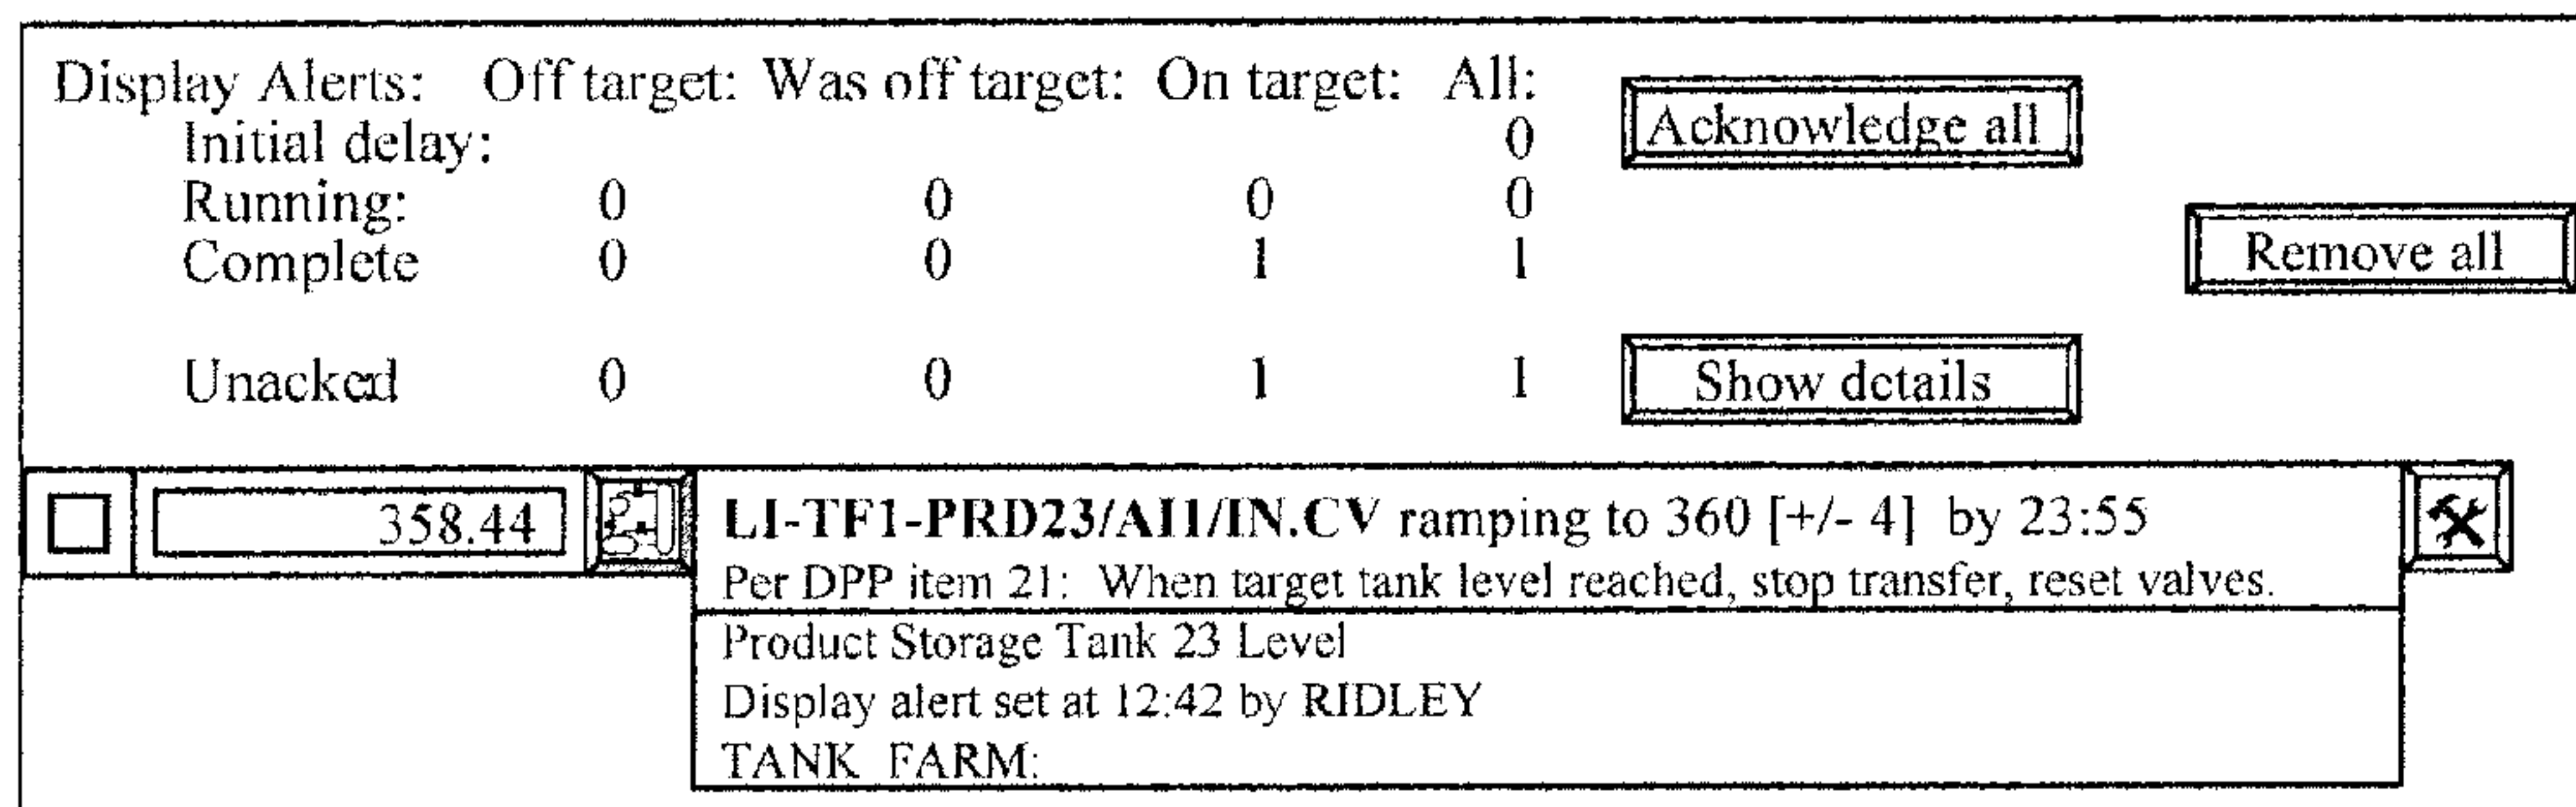 Display Alerts: Off target: Was off target: On target: All:
Initial delay: 0
Acknowledge all
Running: 0 0 0 0
Complete 0 0 1 1
Remove all
Unacked 0 0 1 1
Show details
358.44
LI-TF1-PRD23/AI1/IN.CV ramping to 360 [+/- 4] by 23:55
Per DPP item 21: When target tank level reached, stop transfer, reset valves.
Product Storage Tank 23 Level
Display alert set at 12:42 by RIDLEY
TANK_FARM: